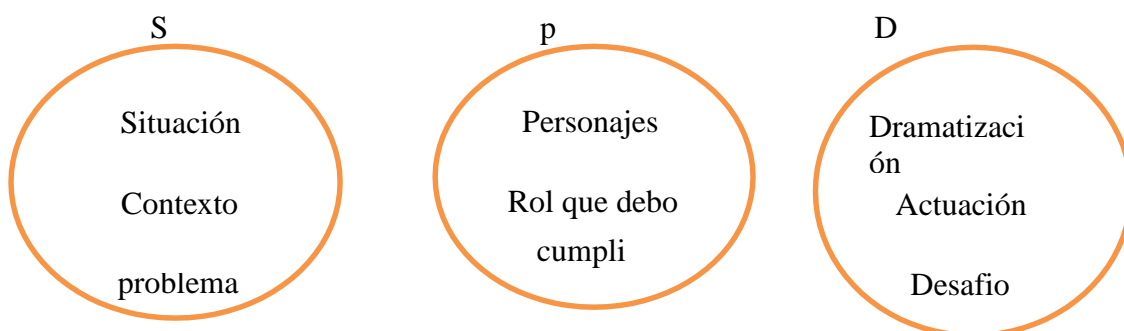 S
Situación
Contexto
problema
p
Personajes
Rol que debo
cumpli
D
Dramatizaci
ón
Actuación
Desafio